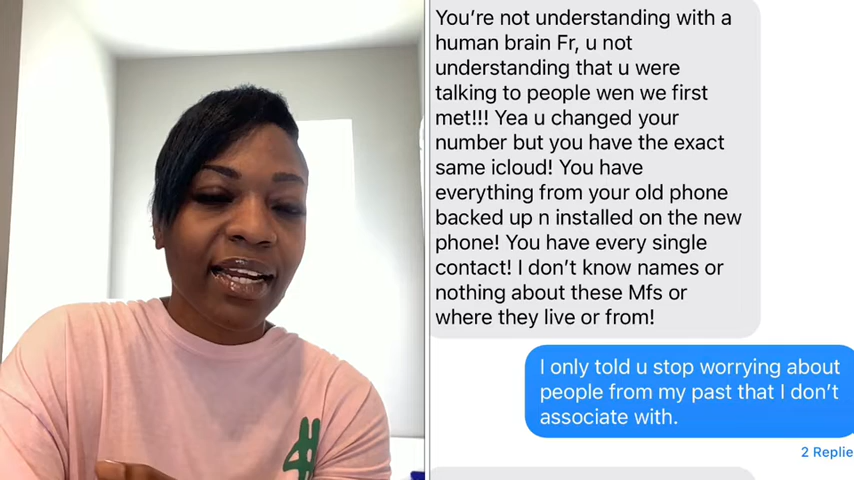 You're not understanding with a
human brain Fr, u not
understanding that u were
talking to people wen we first
met!!! Yea u changed your
number but you have the exact
same icloud! You have
everything from your old phone
backed up n installed on the new
phone! You have every single
contact! I don't know names or
nothing about these Mfs or
where they live or from!
I only told u stop worrying about
people from my past that I don't
associate with.
2 Replie